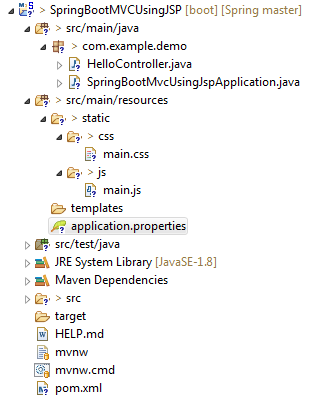 > SpringBootMVCUsingJSP [boot] [Spring master]
> src/main/java
> com.example.demo
> HelloController.java
> SpringBootMvcUsingJspApplication.java
> src/main/resources
> static
> css
main.css
> js
main.js
templates
application.properties
src/test/java
JRE System Library [JavaSE-1.8]
Maven Dependencies
> src
target
HELP.md
mvnw
mvnw.cmd
pom.xml